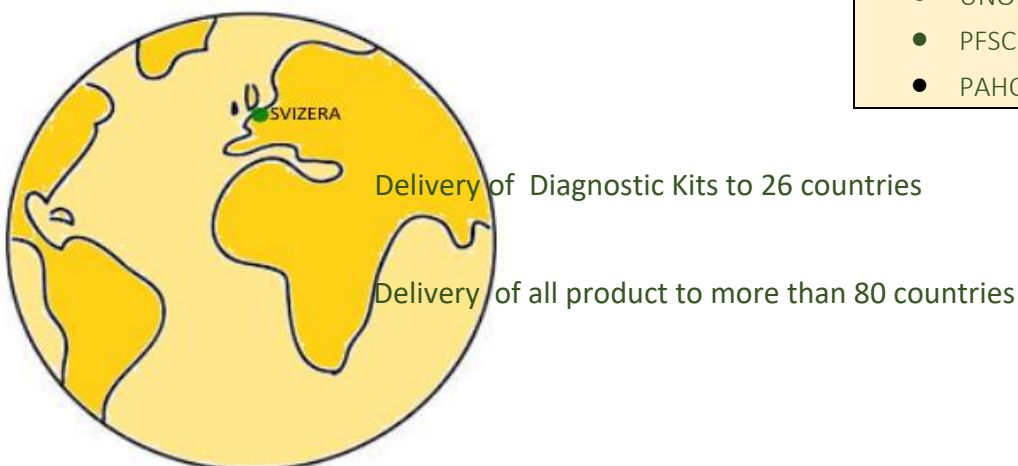 PFSC
SVIZERA
Delivery of Diagnostic Kits to 26 countries
Delivery of all product to more than 80 countries